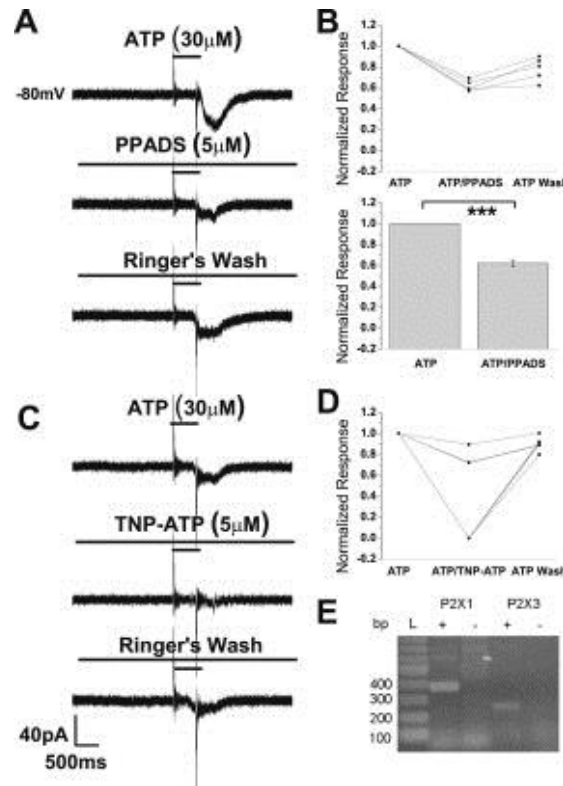 A
ATP (30μM)
-80mV
PPADS (5μM)
Ringer's Wash
B
Normalized Response
1.2
1.0
0.8
0.6
0.4
0.2
0.0
-0.2
ATP
ATP/PPADS
ATP Wash
***
Normalized Response
1.2
1.0
0.8
0.6
0.4
0.2
0.0
-0.2
ATP
ATP/PPADS
C
ATP (30μM)
TNP-ATP (5μM)
Ringer's Wash
40pA
500ms
D
Normalized Response
1.2
1.0
0.8
0.6
0.4
0.2
0.0
-0.2
ATP
ATP/TNP-ATP
ATP Wash
E
P2X1 P2X3
bp L + - + -
400
300
200
100